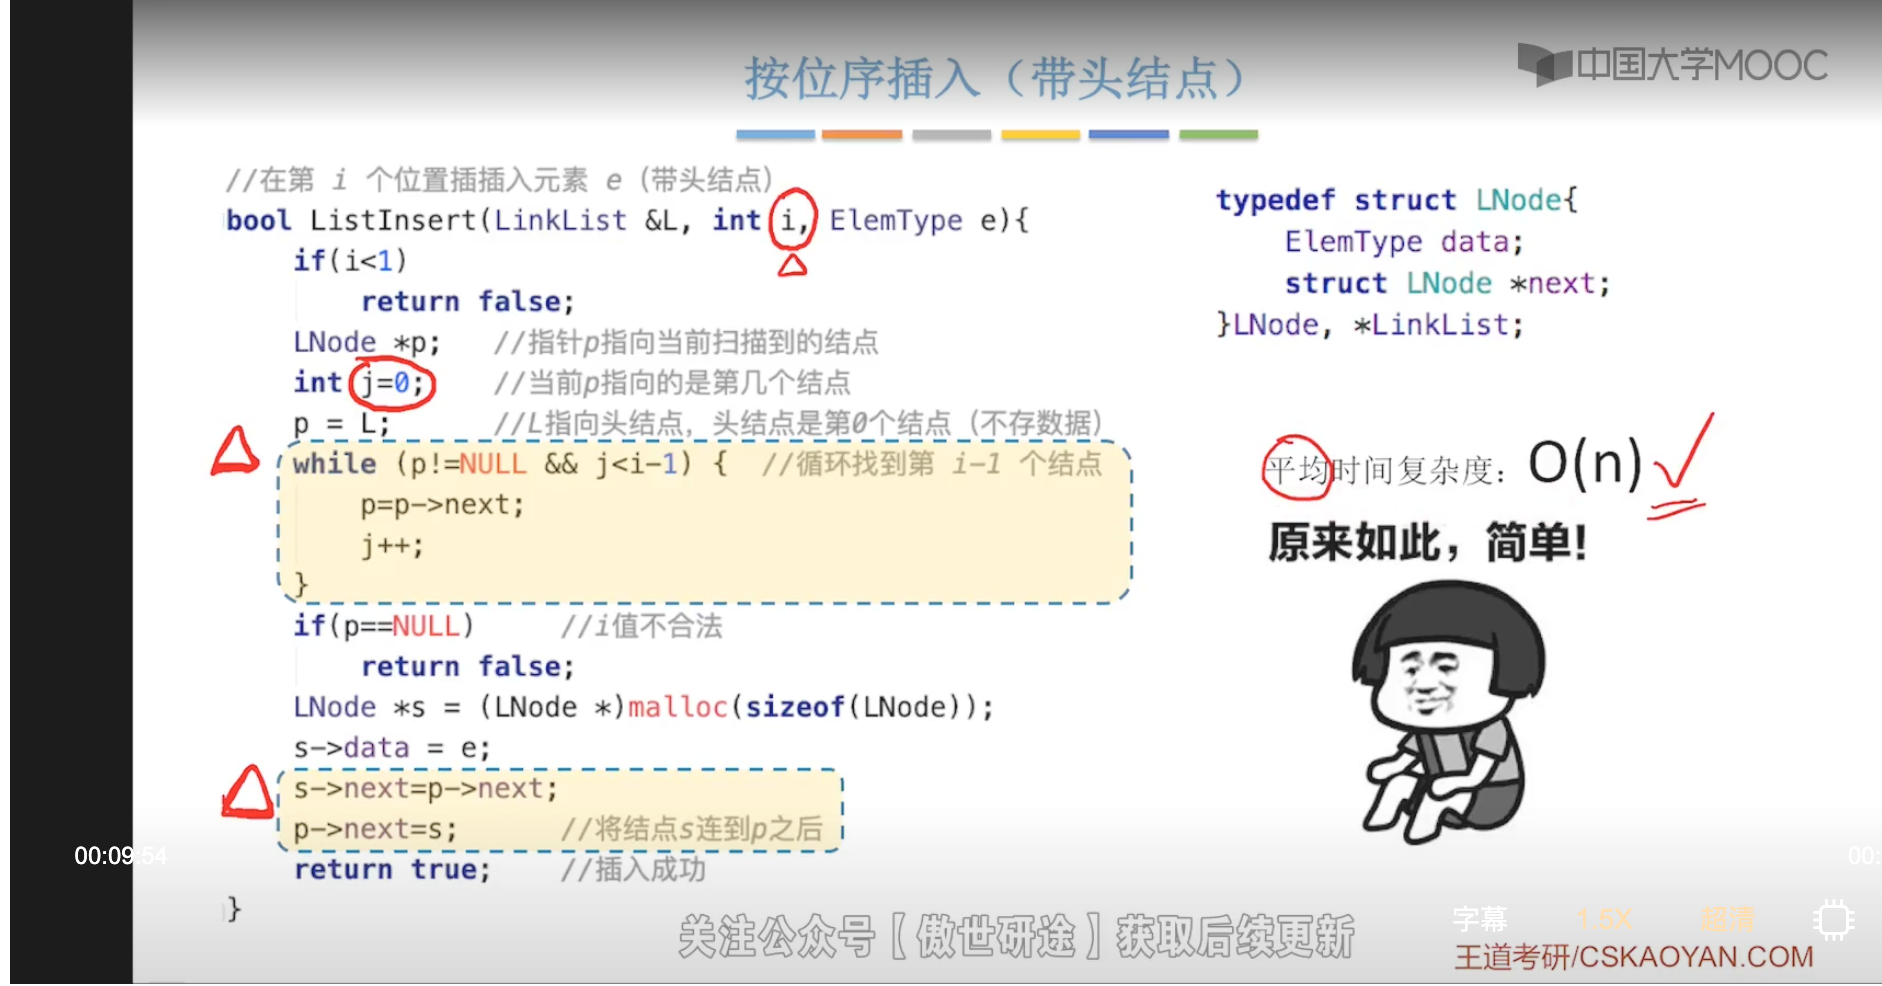 按位序插入（带头结点）
中国大学MOOC
//在第 i 个位置插插入元素 e（带头结点）
bool ListInsert(LinkList &L, int i, ElemType e){
if(i<1)
return false;
LNode *p; //指针p指向当前扫描到的结点
int j=0; //当前p指向的是第几个结点
p = L; //L指向头结点，头结点是第0个结点（不存数据）
while (p!=NULL && j<i-1) { //循环找到第 i-1 个结点
p=p->next;
j++;
}
if(p==NULL) //i值不合法
return false;
LNode *s = (LNode *)malloc(sizeof(LNode));
s->data = e;
s->next=p->next;
p->next=s; //将结点s连到p之后
return true; //插入成功
}
typedef struct LNode{
ElemType data;
struct LNode *next;
}LNode, *LinkList;
平均时间复杂度：O(n)
原来如此，简单!
00:09:54
00:
字幕 1.5X 超清
关注公众号【傲世研途】获取后续更新
王道考研/CSKAOYAN.COM